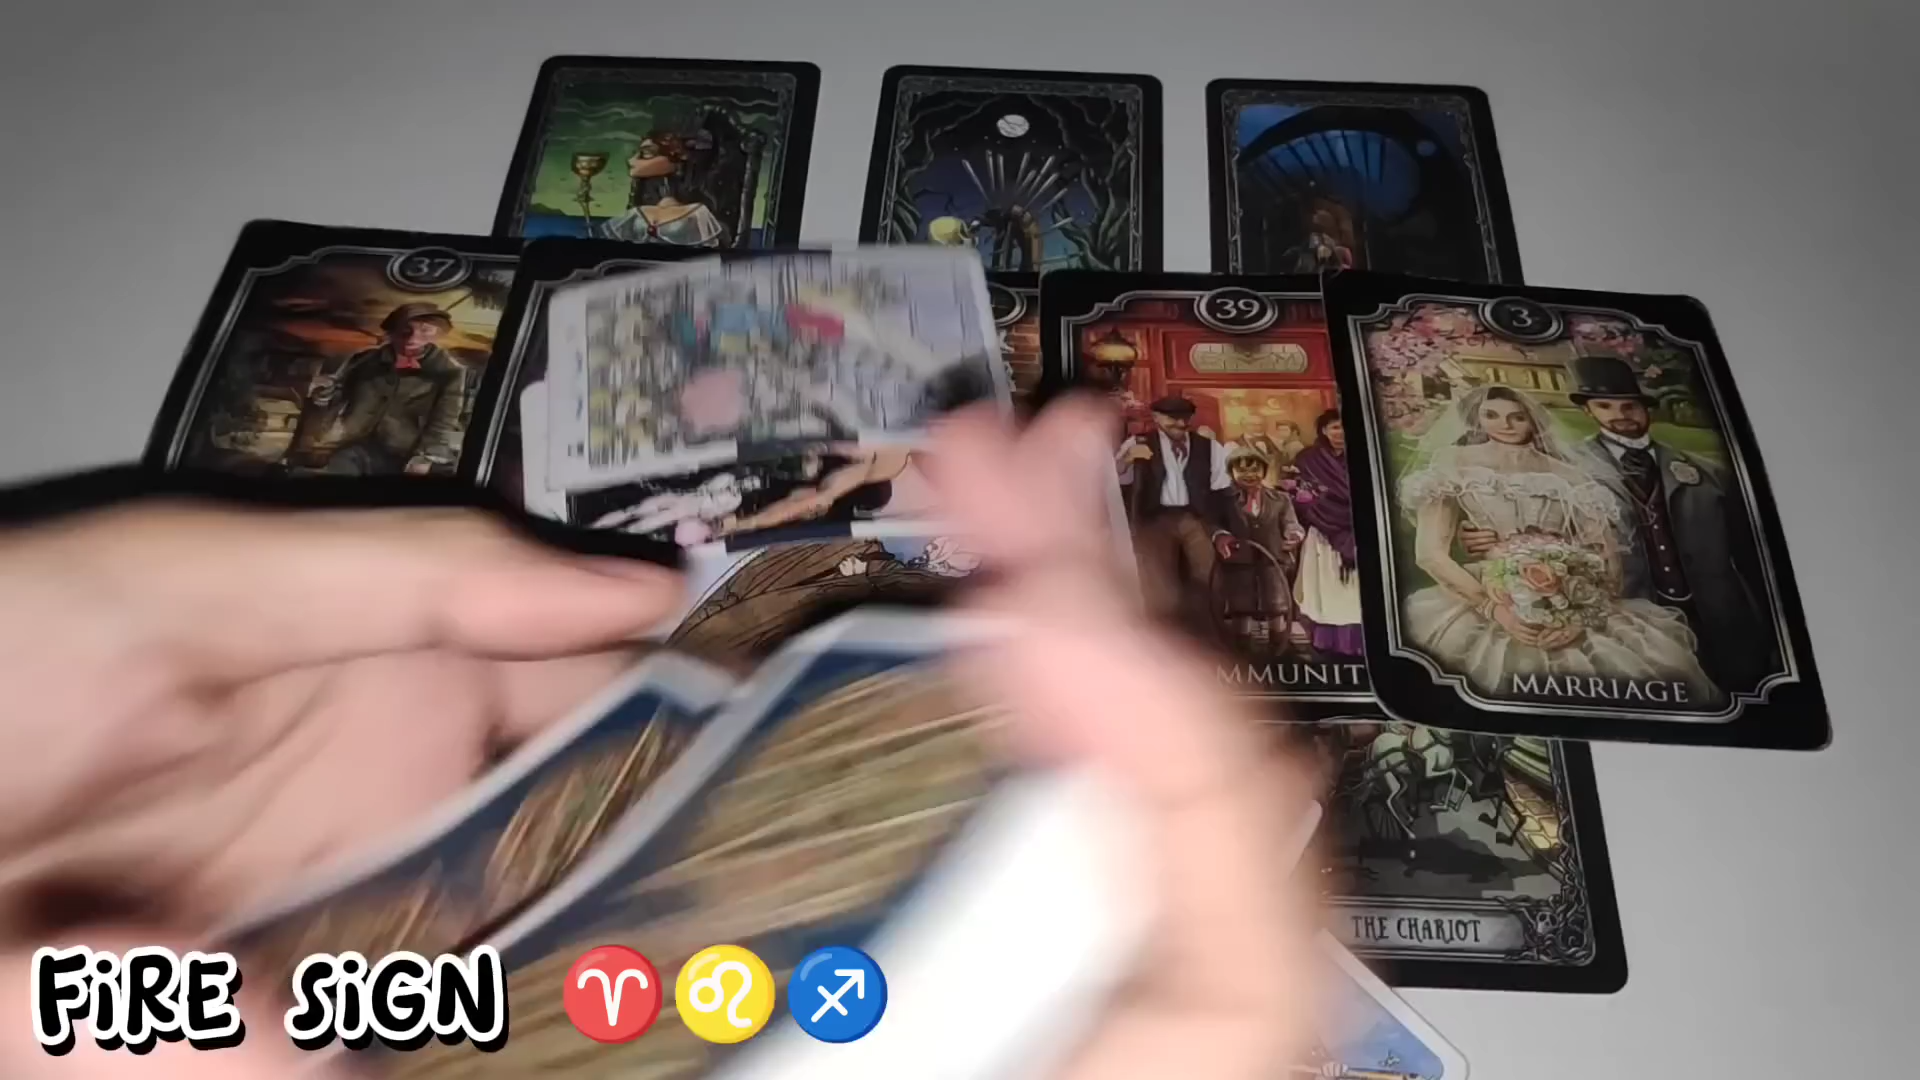 37
39
3
MMUNIT
MARRIAGE
THE CHARIOT
FiRE SiGN ♈♌♐